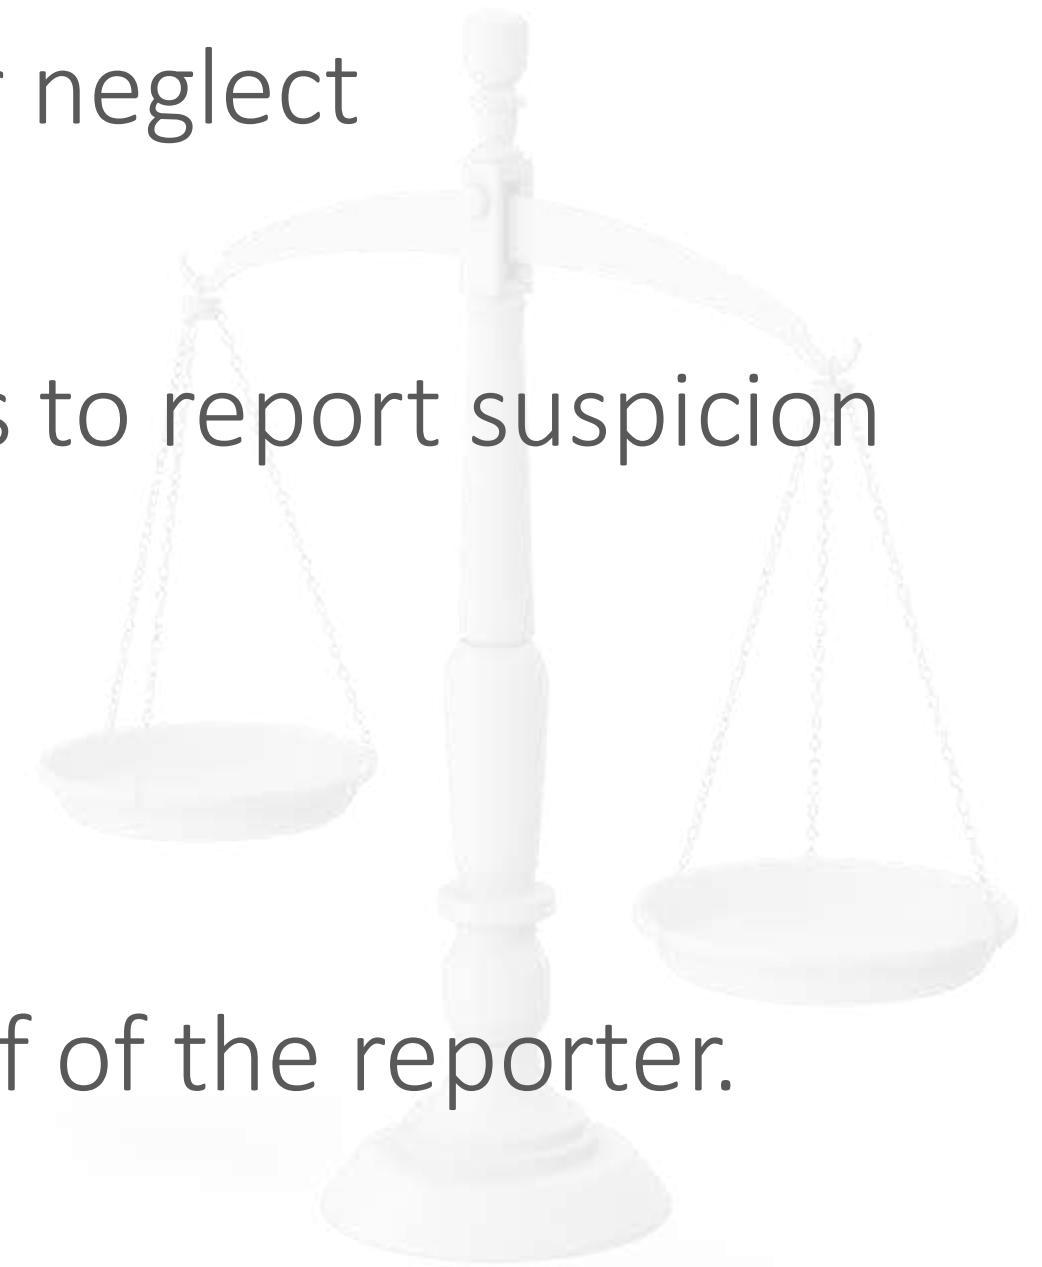 neglect
to report suspicion
of the reporter.